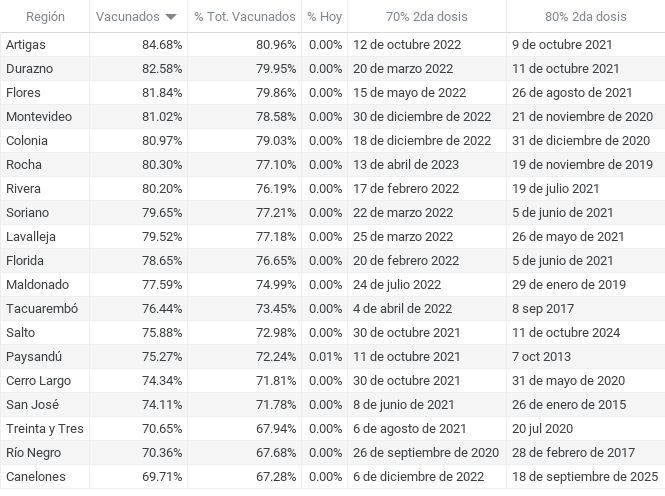 Región Vacunados % Tot. Vacunados % Hoy 70% 2da dosis 80% 2da dosis
Artigas 84.68% 80.96% 0.00% 12 de octubre 2022 9 de octubre 2021
Durazno 82.58% 79.95% 0.00% 20 de marzo 2022 11 de octubre 2021
Flores 81.84% 79.86% 0.00% 15 de mayo de 2022 26 de agosto de 2021
Montevideo 81.02% 78.58% 0.00% 30 de diciembre de 2022 21 de noviembre de 2020
Colonia 80.97% 79.03% 0.00% 18 de diciembre de 2022 31 de diciembre de 2020
Rocha 80.30% 77.10% 0.00% 13 de abril de 2023 19 de noviembre de 2019
Rivera 80.20% 76.19% 0.00% 17 de febrero 2022 19 de julio 2021
Soriano 79.65% 77.21% 0.00% 22 de marzo 2022 5 de junio de 2021
Lavalleja 79.52% 77.18% 0.00% 25 de marzo 2022 26 de mayo de 2021
Florida 78.65% 76.65% 0.00% 20 de febrero 2022 5 de junio de 2021
Maldonado 77.59% 74.99% 0.00% 24 de julio 2022 29 de enero de 2019
Tacuarembó 76.44% 73.45% 0.00% 4 de abril de 2022 8 sep 2017
Salto 75.88% 72.98% 0.00% 30 de octubre 2021 11 de octubre 2024
Paysandú 75.27% 72.24% 0.01% 11 de octubre 2021 7 oct 2013
Cerro Largo 74.34% 71.81% 0.00% 30 de octubre 2021 31 de mayo de 2020
San José 74.11% 71.78% 0.00% 8 de junio de 2021 26 de enero de 2015
Treinta y Tres 70.65% 67.94% 0.00% 6 de agosto de 2021 20 jul 2020
Río Negro 70.36% 67.68% 0.00% 26 de septiembre de 2020 28 de febrero de 2017
Canelones 69.71% 67.28% 0.00% 6 de diciembre de 2022 18 de septiembre de 2025